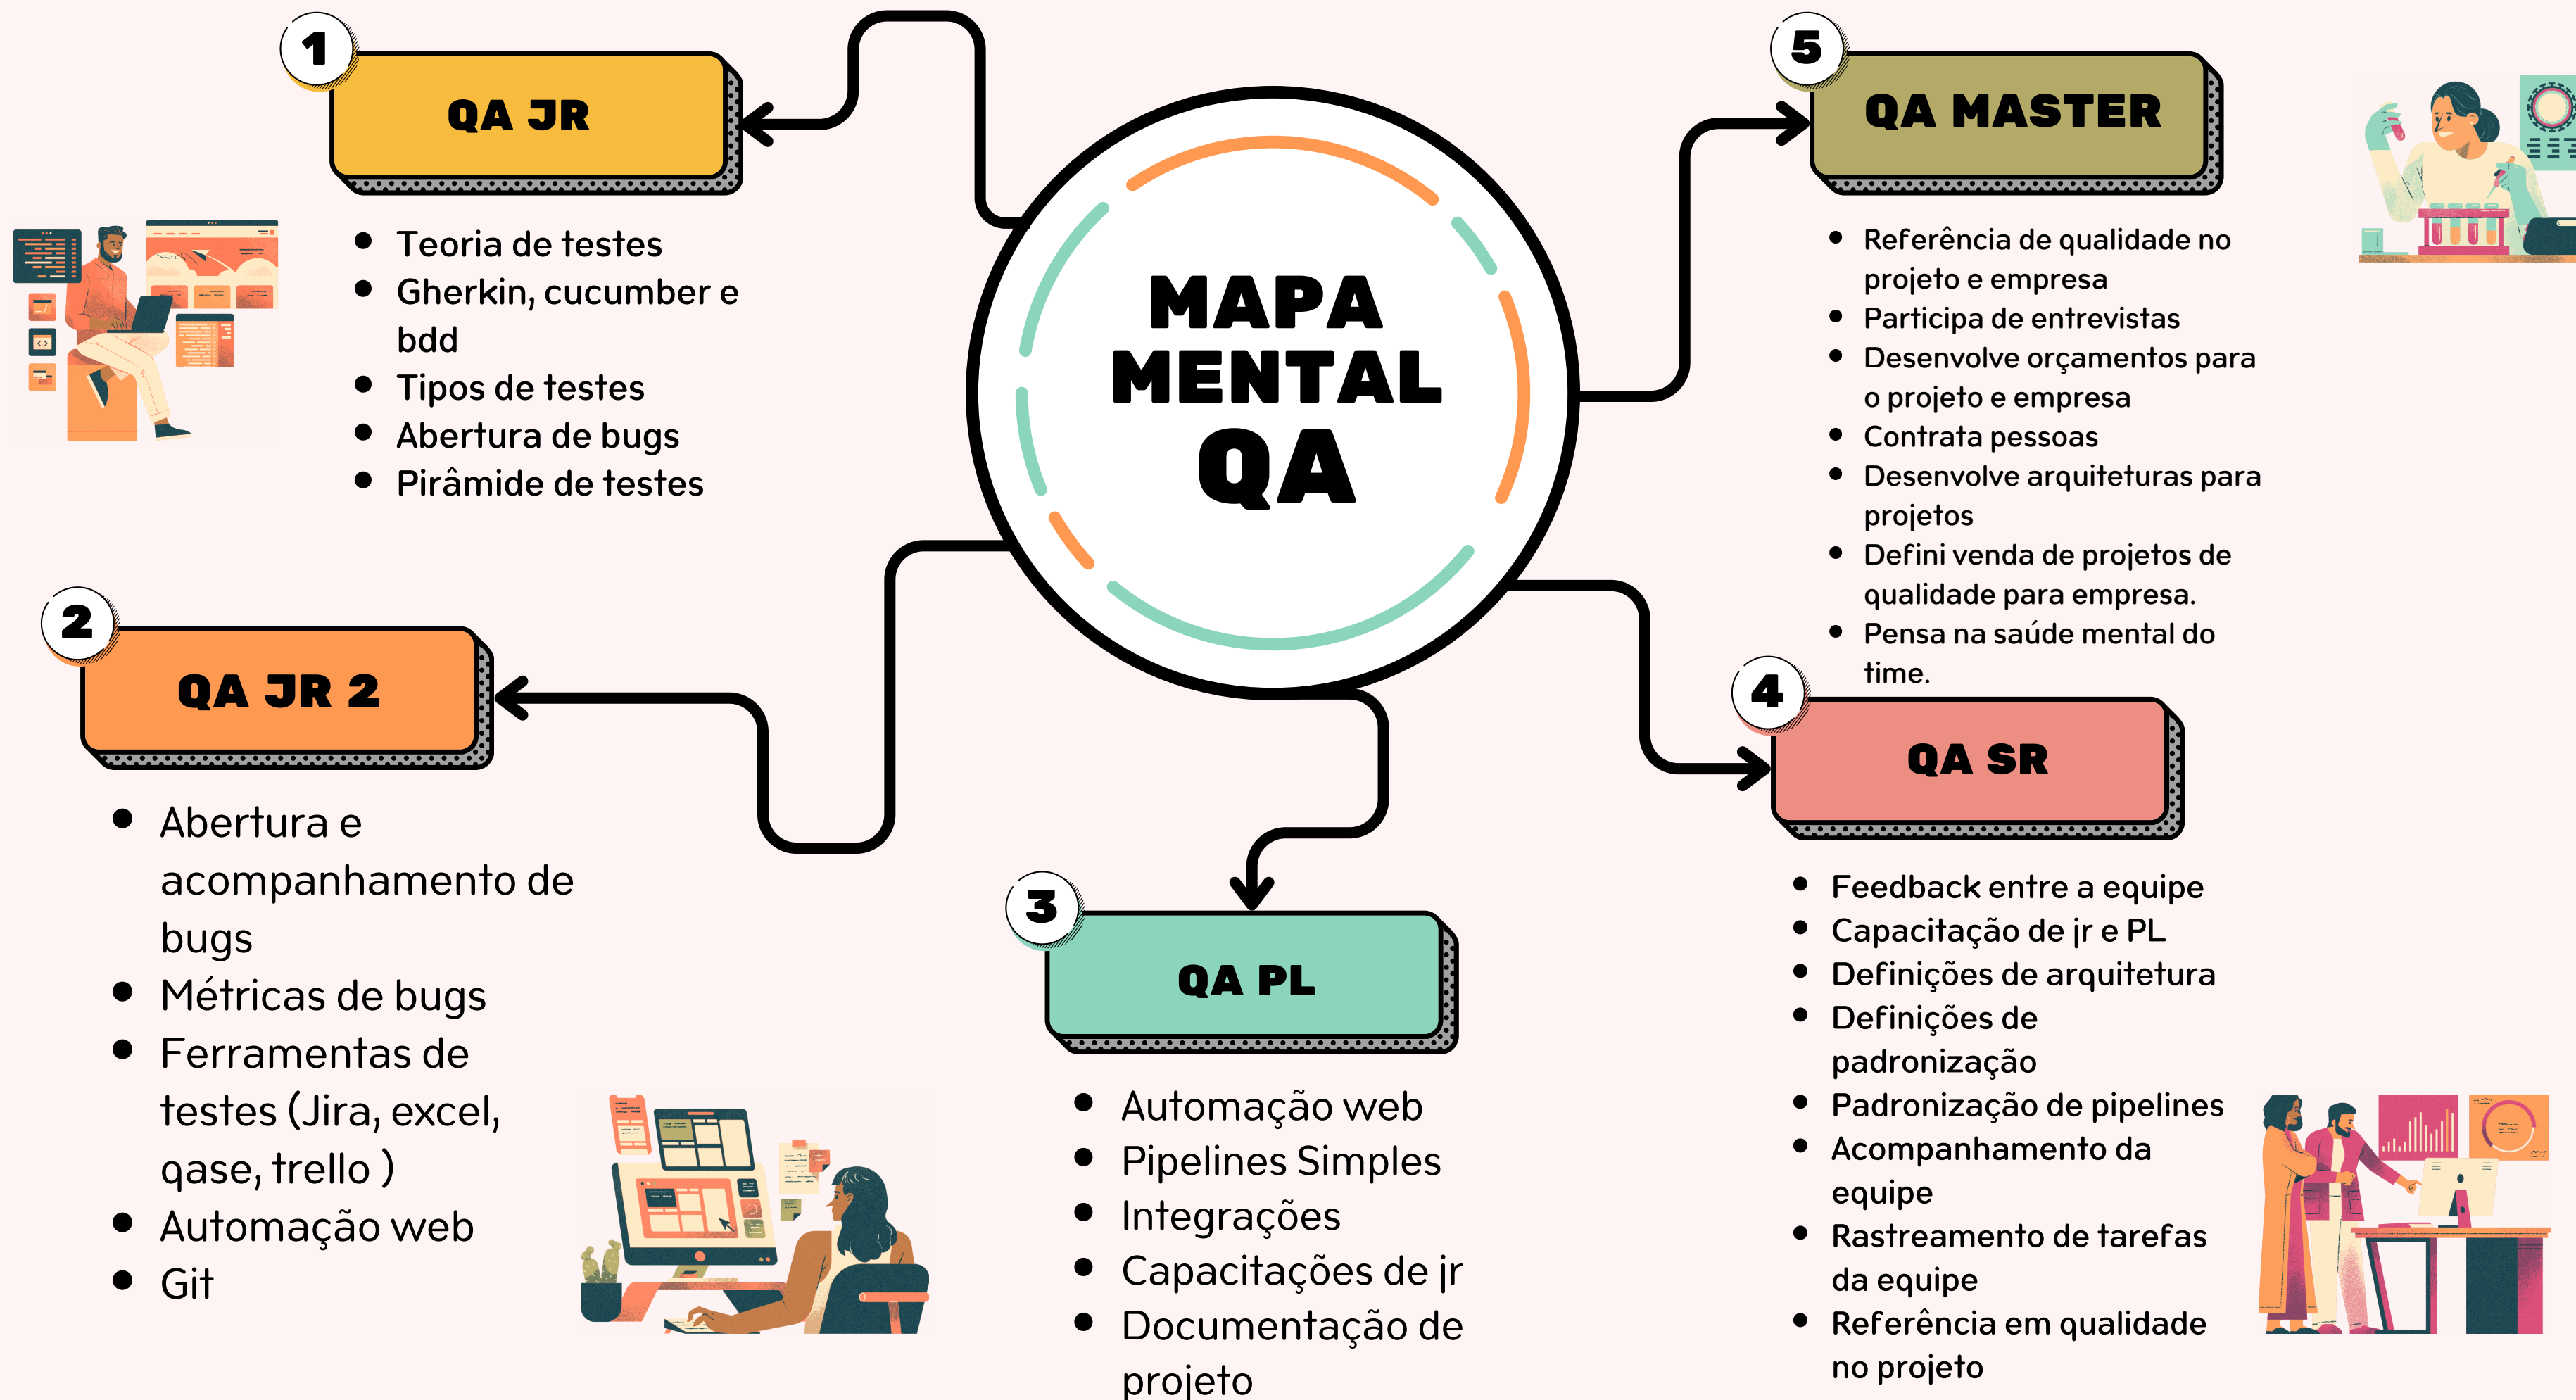 MAPA
MENTAL
QA
1
QA JR
Teoria de testes
Gherkin, cucumber e
bdd
Tipos de testes
Abertura de bugs
Pirâmide de testes
2
QA JR 2
Abertura e
acompanhamento de
bugs
Métricas de bugs
Ferramentas de
testes (Jira, excel,
qase, trello )
Automação web
Git
3
QA PL
Automação web
Pipelines Simples
Integrações
Capacitações de jr
Documentação de
projeto
4
QA SR
Feedback entre a equipe
Capacitação de jr e PL
Definições de arquitetura
Definições de
padronização
Padronização de pipelines
Acompanhamento da
equipe
Rastreamento de tarefas
da equipe
Referência em qualidade
no projeto
5
QA MASTER
Referência de qualidade no
projeto e empresa
Participa de entrevistas
Desenvolve orçamentos para
o projeto e empresa
Contrata pessoas
Desenvolve arquiteturas para
projetos
Defini venda de projetos de
qualidade para empresa.
Pensa na saúde mental do
time.